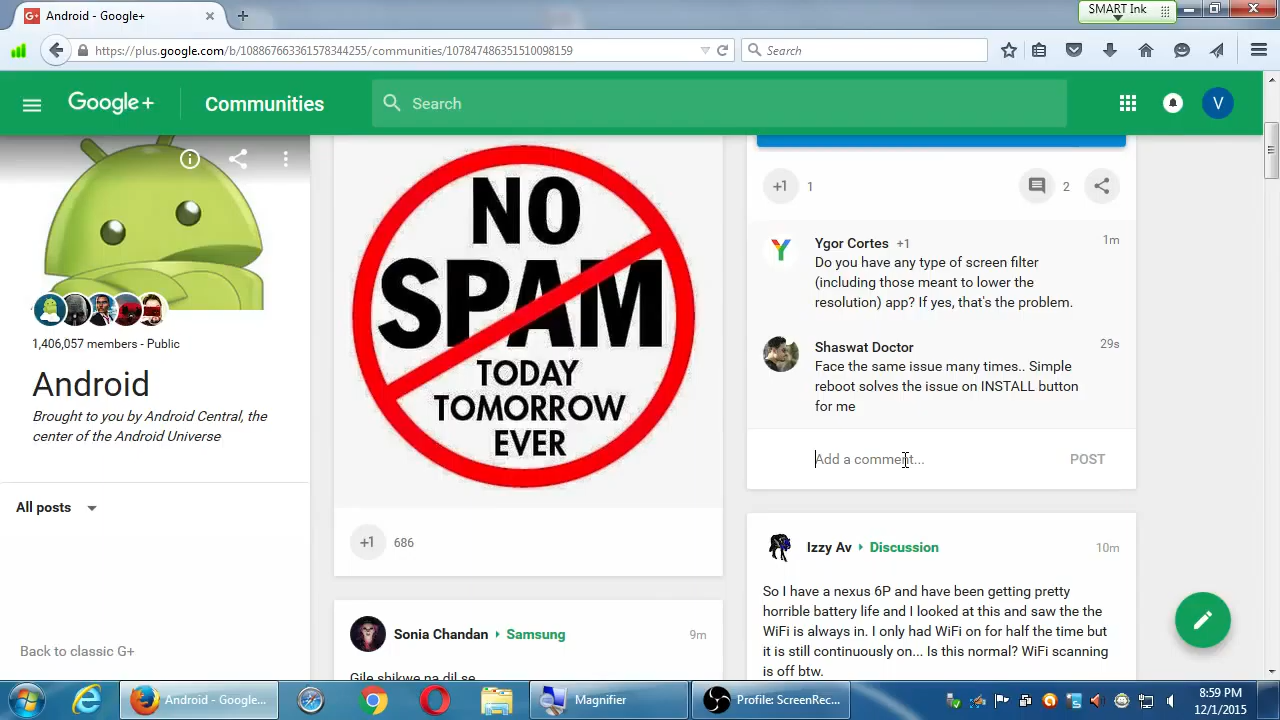 Android - Google+
SMART Ink
https://plus.google.com/b/108867663361578344255/communities/107847486351510098159
Search
Google+
Communities
Search
V
1,406,057 members - Public
Android
Brought to you by Android Central, the
center of the Android Universe
All posts
Back to classic G+
NO
SPAM
TODAY
TOMORROW
EVER
+1
686
Sonia Chandan
Samsung
9m
Gile shikwe na dil se
+1
1
2
Ygor Cortes +1
1m
Do you have any type of screen filter
(including those meant to lower the
resolution) app? If yes, that's the problem.
Shaswat Doctor
29s
Face the same issue many times.. Simple
reboot solves the issue on INSTALL button
for me
Add a comment...
POST
Izzy Av
Discussion
10m
So I have a nexus 6P and have been getting pretty
horrible battery life and I looked at this and saw the the
WiFi is always in. I only had WiFi on for half the time but
it is still continuously on... Is this normal? WiFi scanning
is off btw.
Android - Google...
Magnifier
Profile: ScreenRec...
8:59 PM
12/1/2015